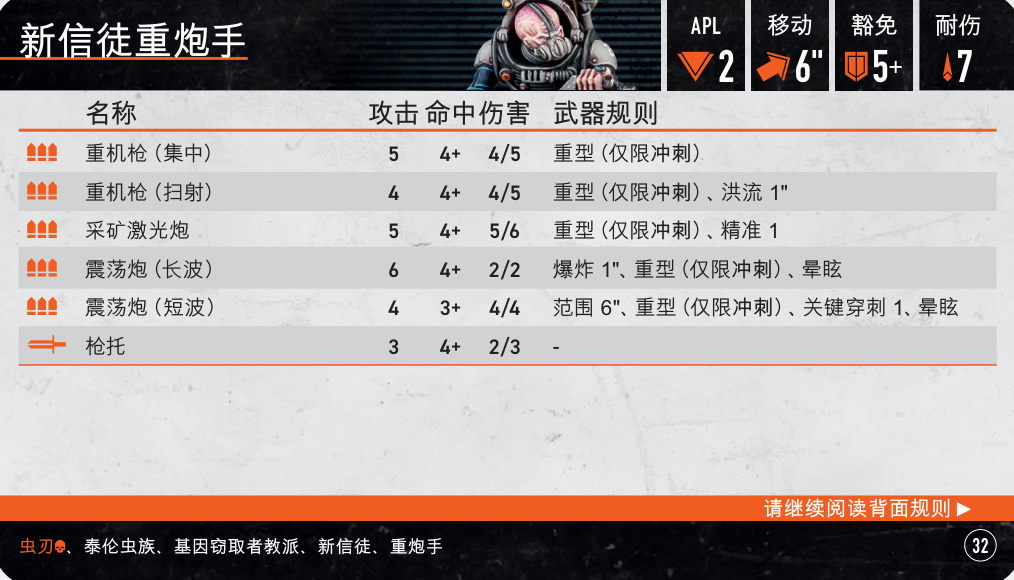 新信徒重炮手
APL 移动 豁免 耐伤
2 6" 5+ 7
名称 攻击 命中 伤害 武器规则
重机枪（集中） 5 4+ 4/5 重型（仅限冲刺）
重机枪（扫射） 4 4+ 4/5 重型（仅限冲刺）、洪流 1"
采矿激光炮 5 4+ 5/6 重型（仅限冲刺）、精准 1
震荡炮（长波） 6 4+ 2/2 爆炸 1"、重型（仅限冲刺）、晕眩
震荡炮（短波） 4 3+ 4/4 范围 6"、重型（仅限冲刺）、关键穿刺 1、晕眩
枪托 3 4+ 2/3 -
请继续阅读背面规则▶
虫刃、泰伦虫族、基因窃取者教派、新信徒、重炮手
32